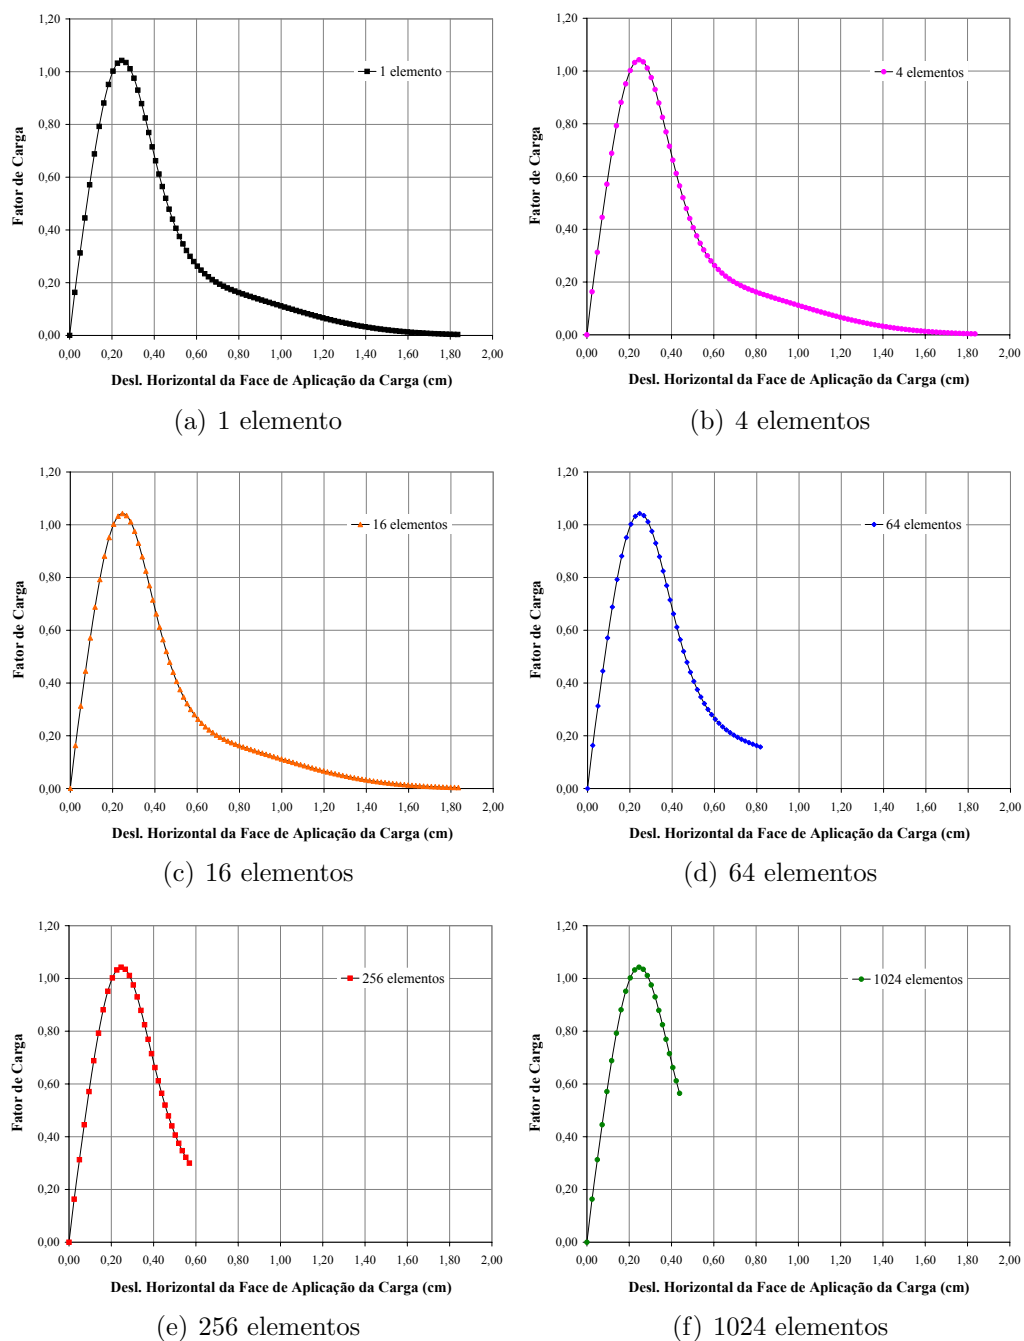 1,20
1,00
0,80
0,60
0,40
0,20
0,00
Fator de Carga
1 elemento
0,00 0,20 0,40 0,60 0,80 1,00 1,20 1,40 1,60 1,80 2,00
Desl. Horizontal da Face de Aplicação da Carga (cm)
(a) 1 elemento
1,20
1,00
0,80
0,60
0,40
0,20
0,00
Fator de Carga
4 elementos
0,00 0,20 0,40 0,60 0,80 1,00 1,20 1,40 1,60 1,80 2,00
Desl. Horizontal da Face de Aplicação da Carga (cm)
(b) 4 elementos
1,20
1,00
0,80
0,60
0,40
0,20
0,00
Fator de Carga
16 elementos
0,00 0,20 0,40 0,60 0,80 1,00 1,20 1,40 1,60 1,80 2,00
Desl. Horizontal da Face de Aplicação da Carga (cm)
(c) 16 elementos
1,20
1,00
0,80
0,60
0,40
0,20
0,00
Fator de Carga
64 elementos
0,00 0,20 0,40 0,60 0,80 1,00 1,20 1,40 1,60 1,80 2,00
Desl. Horizontal da Face de Aplicação da Carga (cm)
(d) 64 elementos
1,20
1,00
0,80
0,60
0,40
0,20
0,00
Fator de Carga
256 elementos
0,00 0,20 0,40 0,60 0,80 1,00 1,20 1,40 1,60 1,80 2,00
Desl. Horizontal da Face de Aplicação da Carga (cm)
(e) 256 elementos
1,20
1,00
0,80
0,60
0,40
0,20
0,00
Fator de Carga
1024 elementos
0,00 0,20 0,40 0,60 0,80 1,00 1,20 1,40 1,60 1,80 2,00
Desl. Horizontal da Face de Aplicação da Carga (cm)
(f) 1024 elementos